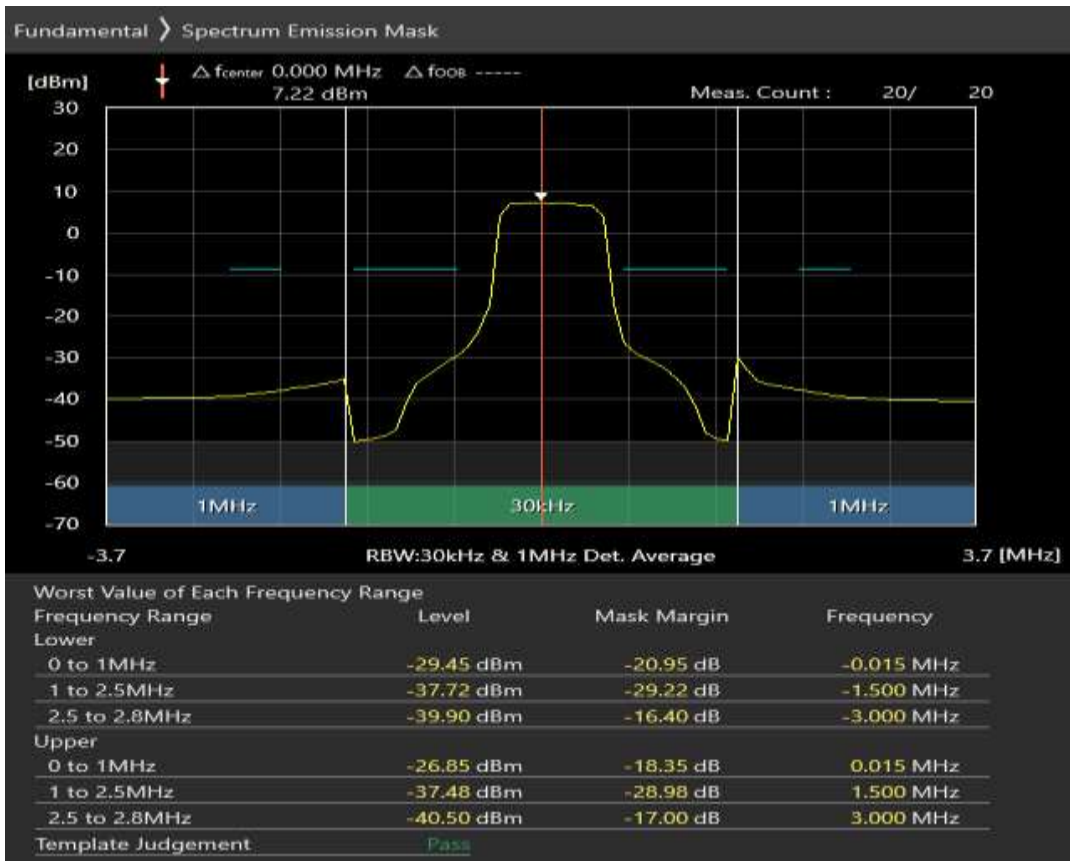 Fundamental 〉 Spectrum Emission Mask
[dBm]
△ fcenter 0.000 MHz △ fOOB -----
7.22 dBm Meas. Count : 20/ 20
30
20
10
0
-10
-20
-30
-40
-50
-60
-70
1MHz 30kHz 1MHz
-3.7 RBW:30kHz & 1MHz Det. Average 3.7 [MHz]
Worst Value of Each Frequency Range
Frequency Range Level Mask Margin Frequency
Lower
0 to 1MHz -29.45 dBm -20.95 dB -0.015 MHz
1 to 2.5MHz -37.72 dBm -29.22 dB -1.500 MHz
2.5 to 2.8MHz -39.90 dBm -16.40 dB -3.000 MHz
Upper
0 to 1MHz -26.85 dBm -18.35 dB 0.015 MHz
1 to 2.5MHz -37.48 dBm -28.98 dB 1.500 MHz
2.5 to 2.8MHz -40.50 dBm -17.00 dB 3.000 MHz
Template Judgement Pass